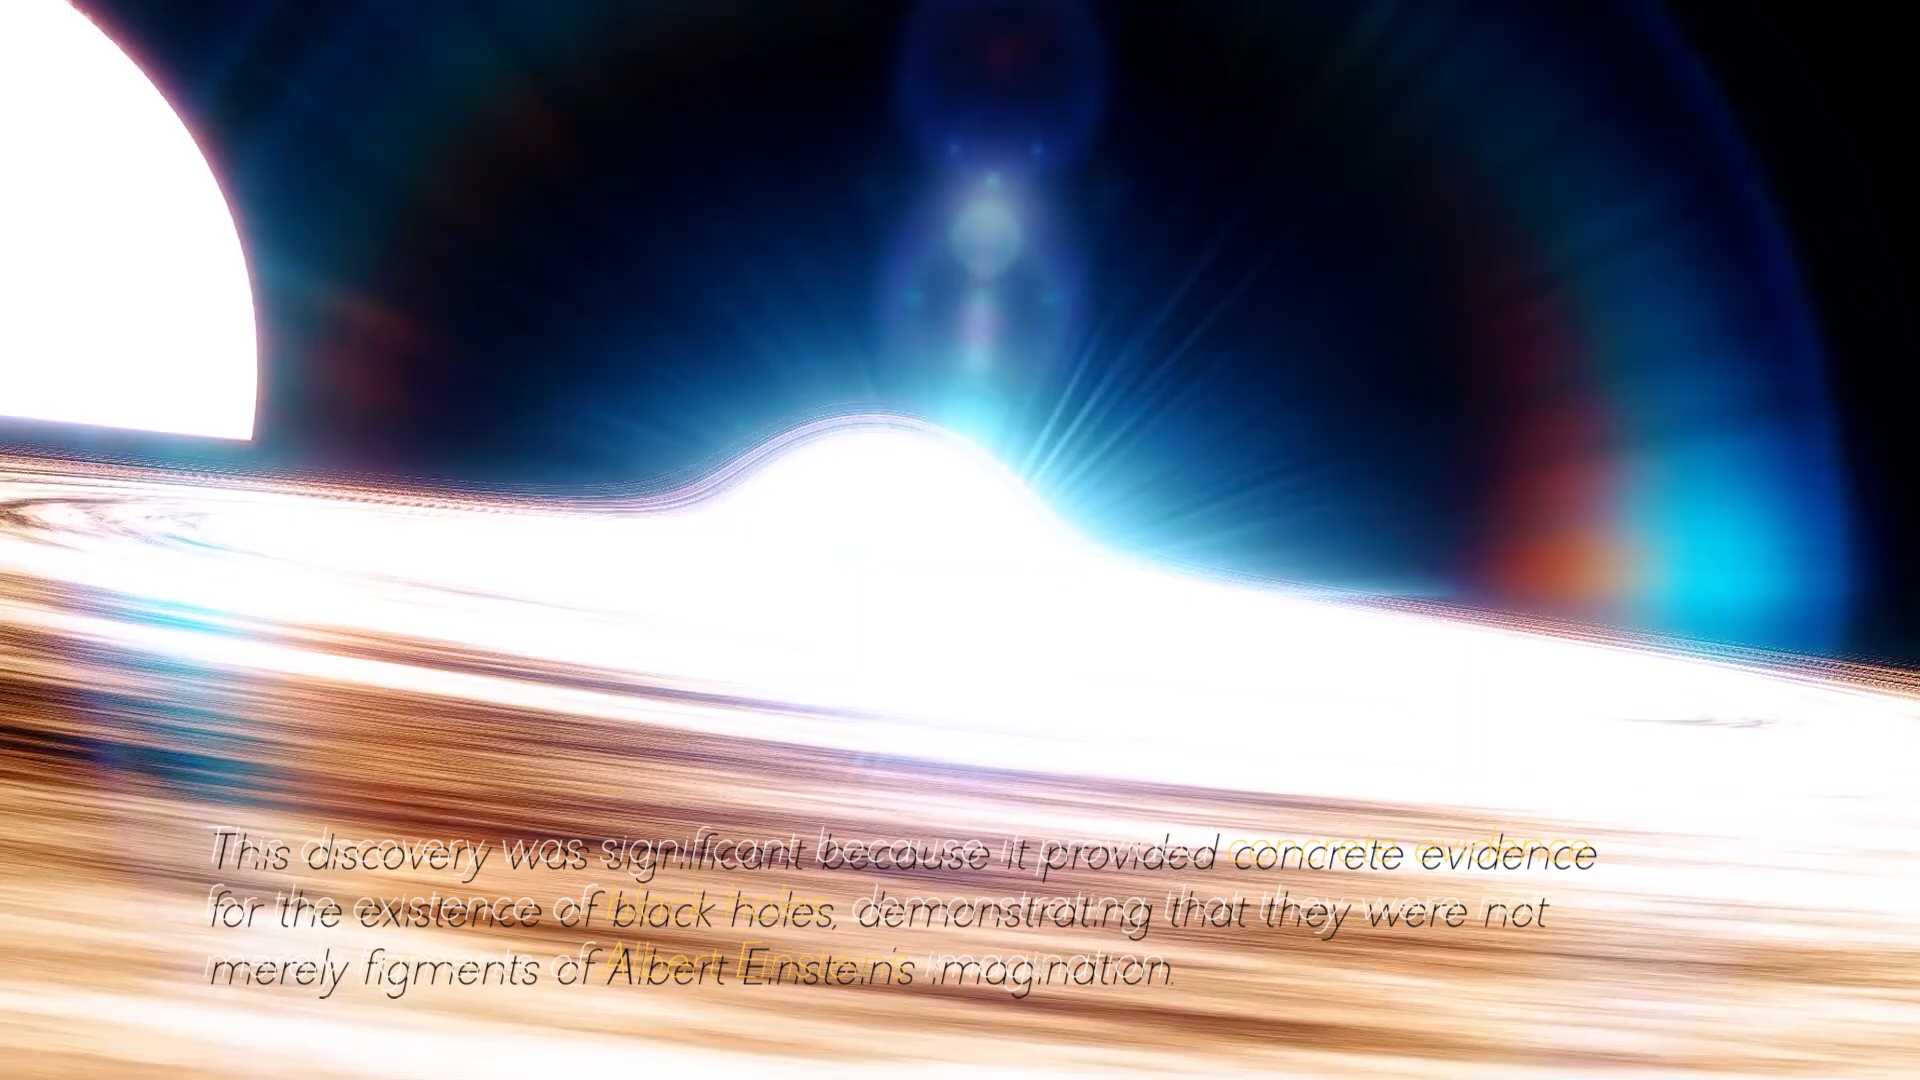 This discovery was significant because it provided concrete evidence
for the existence of black holes, demonstrating that they were not
merely figments of Albert Einstein's imagination.